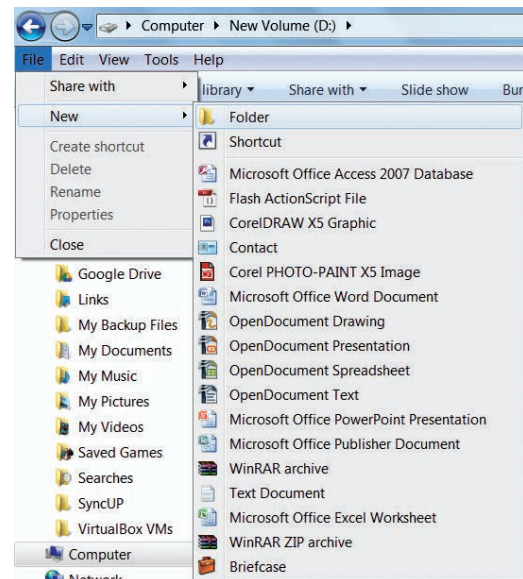 Computer New Volume (D:)
File Edit View Tools Help
library Share with Slide show
Share with
New
Create shortcut
Delete
Rename
Properties
Close
Folder
Shortcut
Microsoft Office Access 2007 Database
Flash ActionScript File
CorelDRAW X5 Graphic
Contact
Corel PHOTO-PAINT X5 Image
Microsoft Office Word Document
OpenDocument Drawing
OpenDocument Presentation
OpenDocument Spreadsheet
OpenDocument Text
Microsoft Office PowerPoint Presentation
Microsoft Office Publisher Document
WinRAR archive
Text Document
Microsoft Office Excel Worksheet
WinRAR ZIP archive
Briefcase
Google Drive
Links
My Backup Files
My Documents
My Music
My Pictures
My Videos
Saved Games
Searches
SyncUP
VirtualBox VMs
Computer
Network